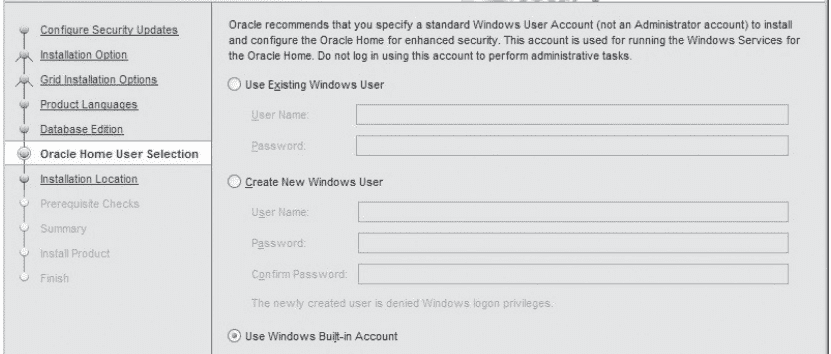 Configure Security Updates
Installation Option
Grid Installation Options
Product Languages
Database Edition
Oracle Home User Selection
Installation Location
Prerequisite Checks
Summary
Install Product
Finish
Oracle recommends that you specify a standard Windows User Account (not an Administrator account) to install
and configure the Oracle Home for enhanced security. This account is used for running the Windows Services for
the Oracle Home. Do not log in using this account to perform administrative tasks.
Use Existing Windows User
User Name:
Password:
Create New Windows User
User Name:
Password:
Confirm Password:
The newly created user is denied Windows logon privileges.
Use Windows Built-in Account